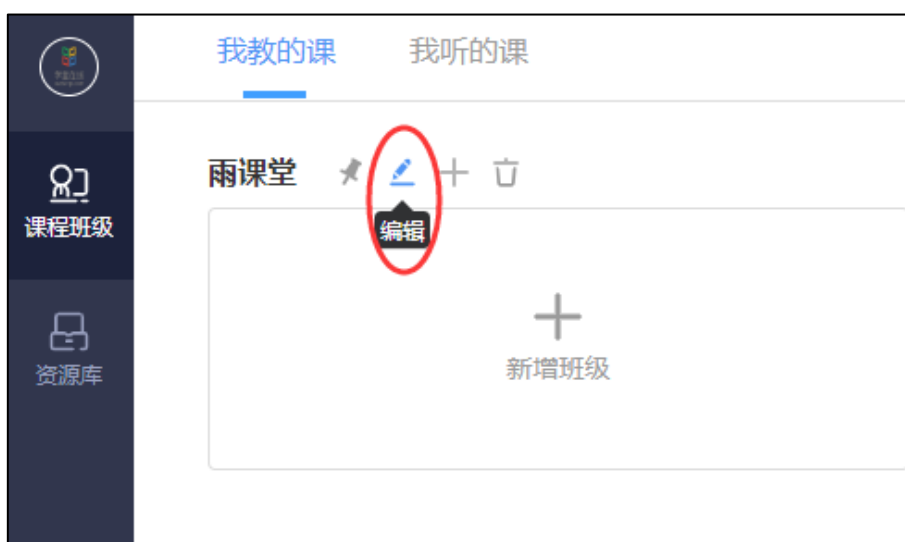 我教的课
我听的课
雨课堂
编辑
课程班级
新增班级
资源库